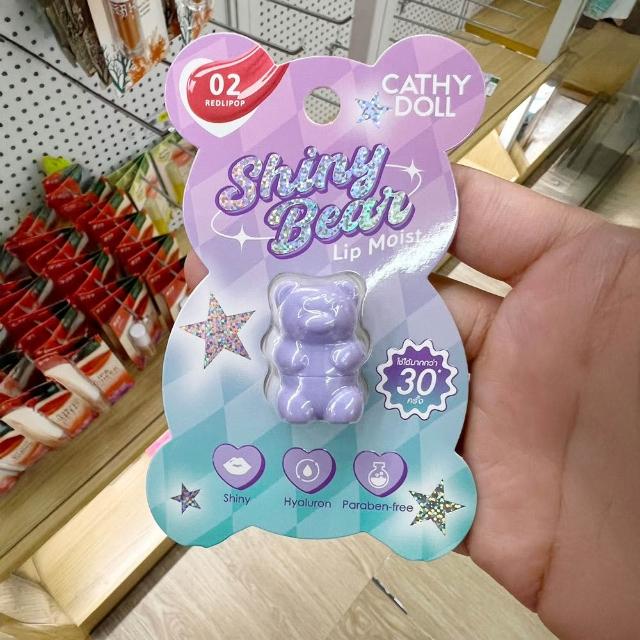 02
REDLIPOP
CATHY
DOLL
Shiny
Bear
Lip Moist
ใช้ได้มากกว่า
30
ครั้ง
Shiny
Hyaluron
Paraben-free